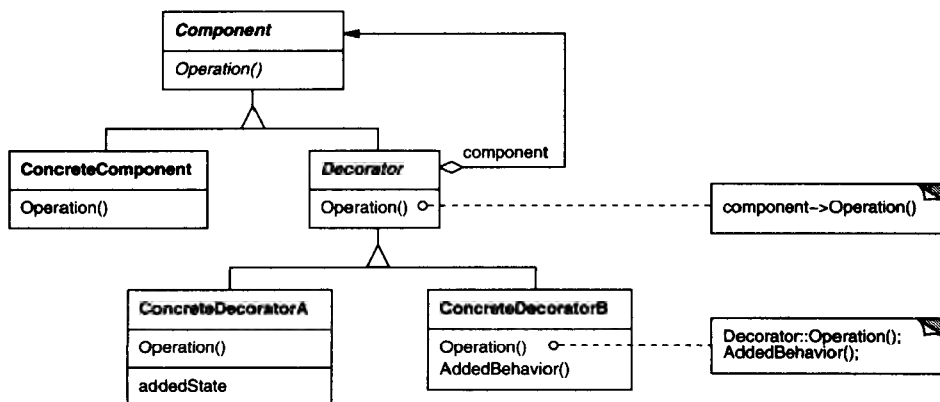 Component
Operation()
component
ConcreteComponent
Operation()
Decorator
Operation()
component->Operation()
ConcreteDecoratorA
Operation()
addedState
ConcreteDecoratorB
Operation()
AddedBehavior()
Decorator::Operation();
AddedBehavior();